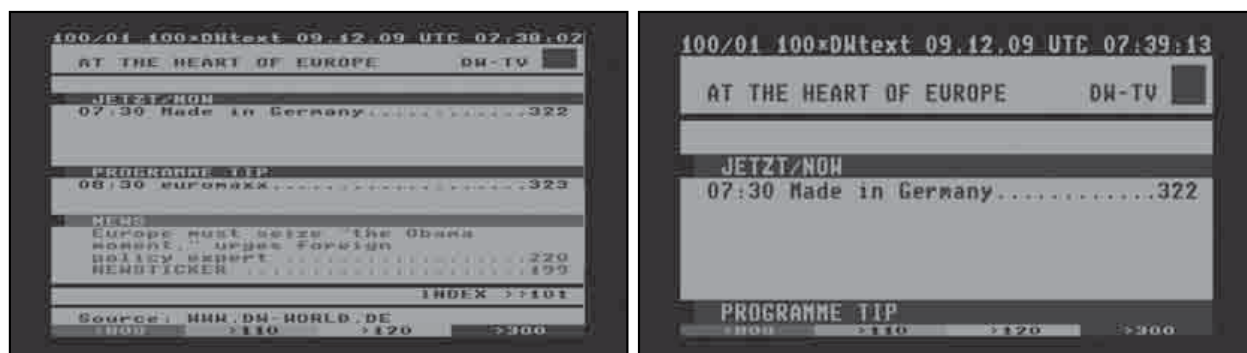 100/01 100*DWtext 09.12.09 UTC 07:38:07
AT THE HEART OF EUROPE DW-TV
JETZT/NOW
07:30 Made in Germany.............322
PROGRAMME TIP
08:30 euromaxx....................323
NEWS
Europe must seize "the Obama
moment," urges foreign
policy expert ....................220
NEWSTICKER .......................199
INDEX >>101
Source: WWW.DW-WORLD.DE
>110 >120 >300
100/01 100*DWtext 09.12.09 UTC 07:39:13
AT THE HEART OF EUROPE DW-TV
JETZT/NOW
07:30 Made in Germany............322
PROGRAMME TIP
>110 >120 >300